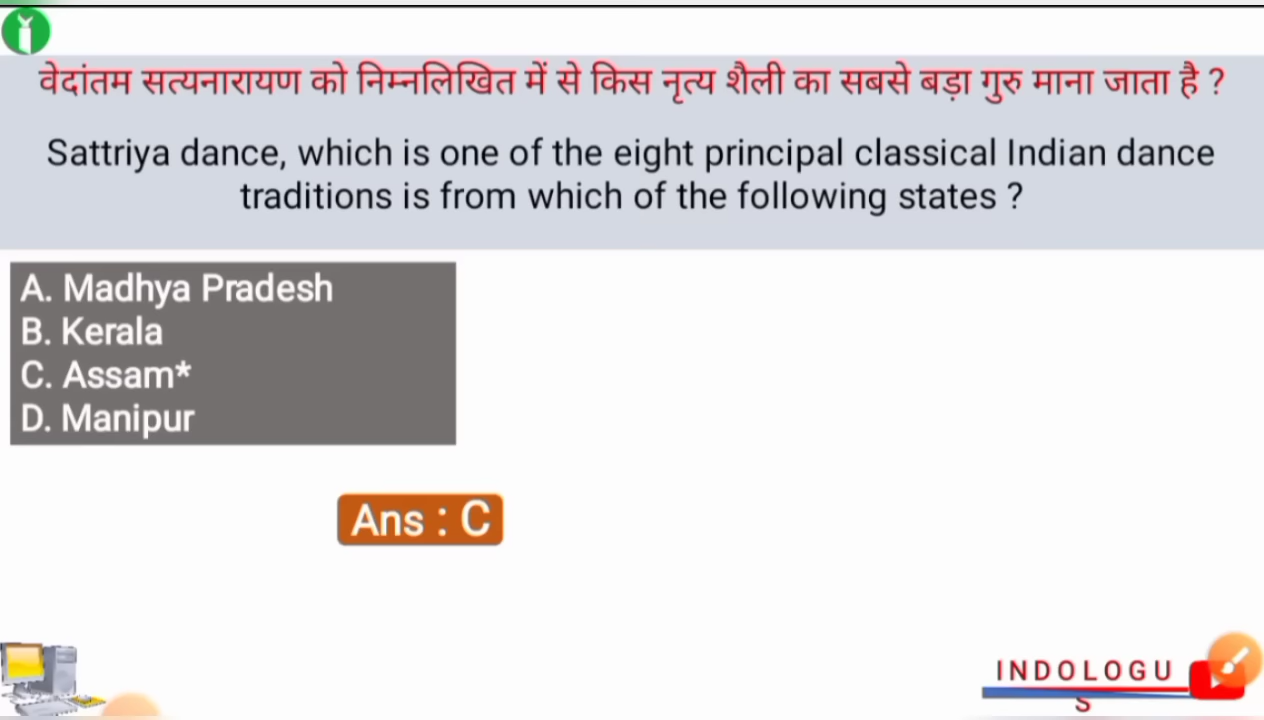 वेदांतम सत्यनारायण को निम्नलिखित में से किस नृत्य शैली का सबसे बड़ा गुरु माना जाता है ?
Sattriya dance, which is one of the eight principal classical Indian dance
traditions is from which of the following states ?
A. Madhya Pradesh
B. Kerala
C. Assam*
D. Manipur
Ans : C
INDOLOGU
S